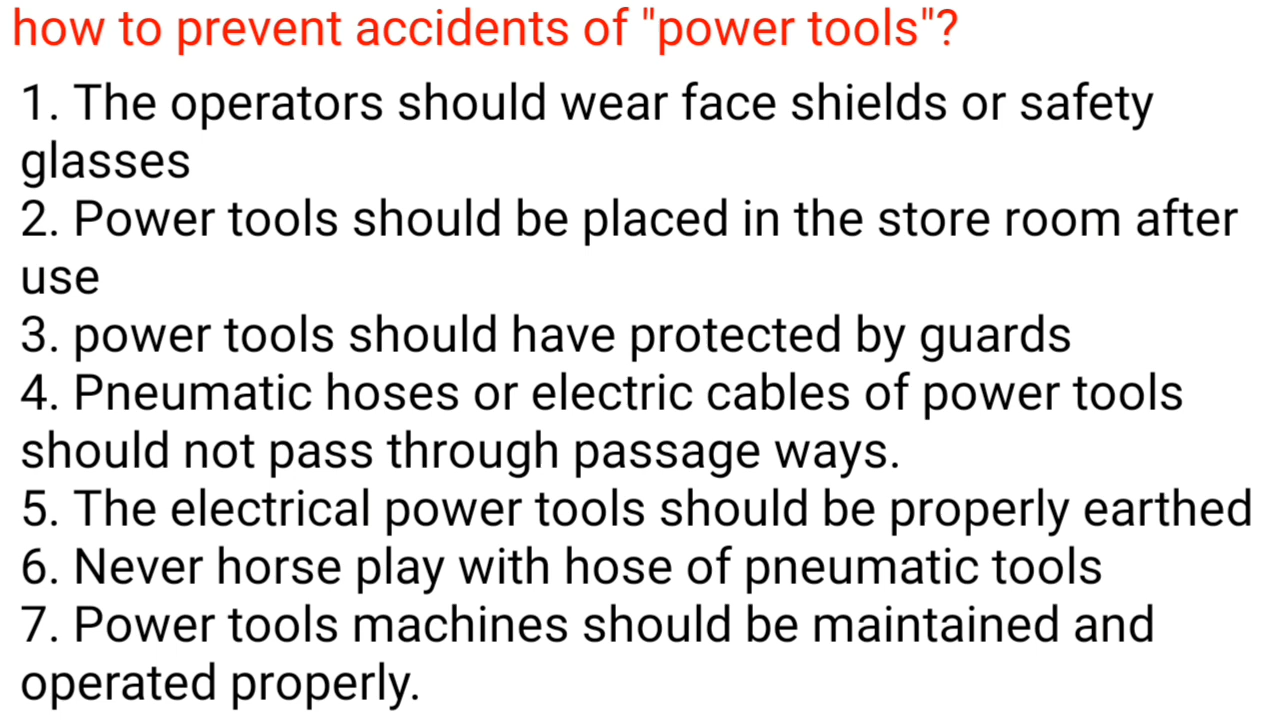 how to prevent accidents of "power tools"?
1. The operators should wear face shields or safety
glasses
2. Power tools should be placed in the store room after
use
3. power tools should have protected by guards
4. Pneumatic hoses or electric cables of power tools
should not pass through passage ways.
5. The electrical power tools should be properly earthed
6. Never horse play with hose of pneumatic tools
7. Power tools machines should be maintained and
operated properly.